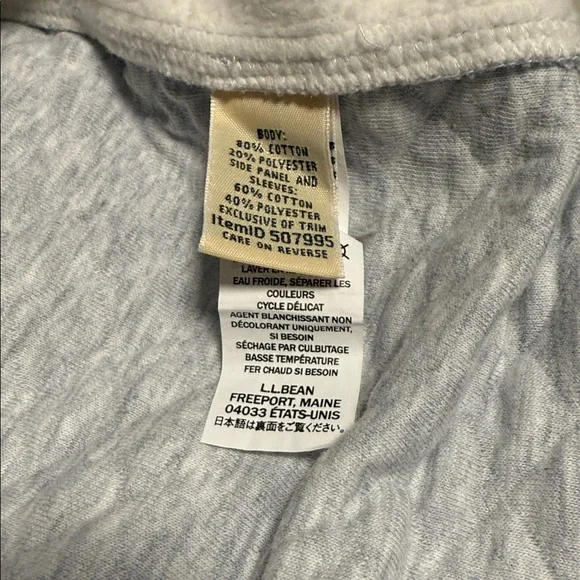 BODY:
80% COTTON
20% POLYESTER
SIDE PANEL AND
SLEEVES:
60% COTTON
40% POLYESTER
EXCLUSIVE OF TRIM
ItemID 507995
CARE ON REVERSE
LAVER
EAU FROIDE, SÉPARER LES
COULEURS
CYCLE DÉLICAT
AGENT BLANCHISSANT NON
DÉCOLORANT UNIQUEMENT,
SI BESOIN
SÉCHAGE PAR CULBUTAGE
BASSE TEMPÉRATURE
FER CHAUD SI BESOIN
L.L.BEAN
FREEPORT, MAINE
04033 ÉTATS-UNIS
日本語は裏面をご覧ください。